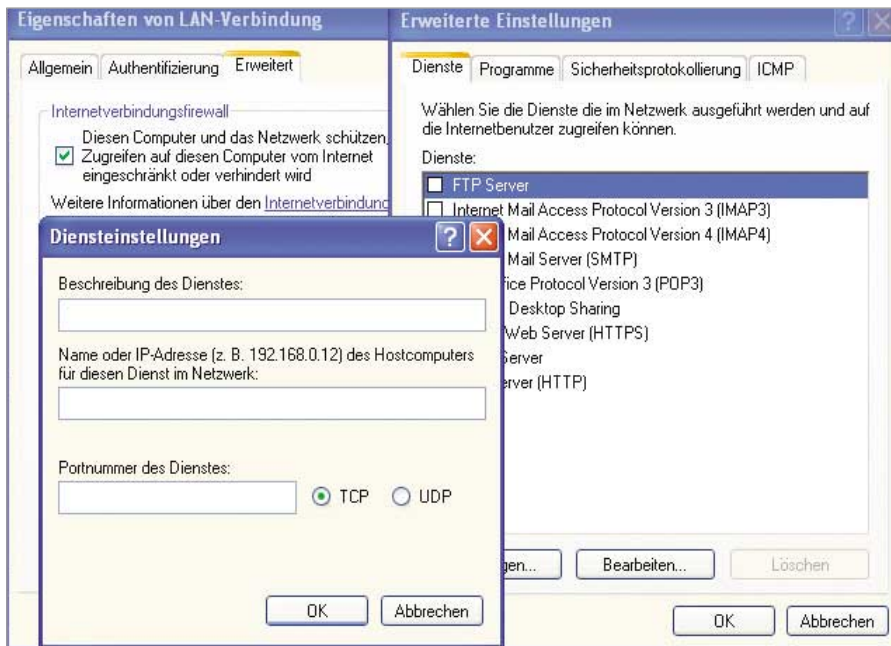 Eigenschaften von LAN-Verbindung
Allgemein Authentifizierung Erweitert
Internetverbindungsfirewall
Diesen Computer und das Netzwerk schützen,
Zugreifen auf diesen Computer vom Internet
eingeschränkt oder verhindert wird
Weitere Informationen über den Internetverbindung
Erweiterte Einstellungen
Dienste Programme Sicherheitsprotokollierung ICMP
Wählen Sie die Dienste die im Netzwerk ausgeführt werden und auf
die Internetbenutzer zugreifen können.
Dienste:
FTP Server
Internet Mail Access Protocol Version 3 (IMAP3)
Mail Access Protocol Version 4 (IMAP4)
Mail Server (SMTP)
Protocol Version 3 (POP3)
Desktop Sharing
Web Server (HTTPS)
Server
(HTTP)
Bearbeiten... Löschen
OK Abbrechen
Diensteinstellungen
Beschreibung des Dienstes:
Name oder IP-Adresse (z. B. 192.168.0.12) des Hostcomputers
für diesen Dienst im Netzwerk:
Portnummer des Dienstes:
TCP UDP
OK Abbrechen